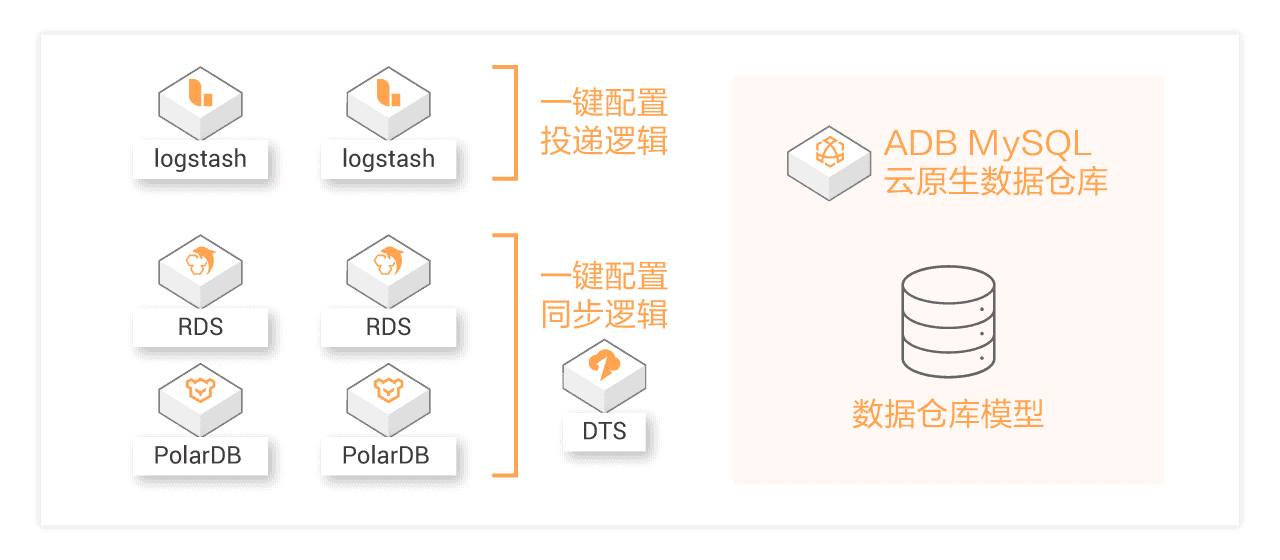 logstash
logstash
一键配置
投递逻辑
RDS
RDS
PolarDB
PolarDB
一键配置
同步逻辑
DTS
ADB MySQL
云原生数据仓库
数据仓库模型